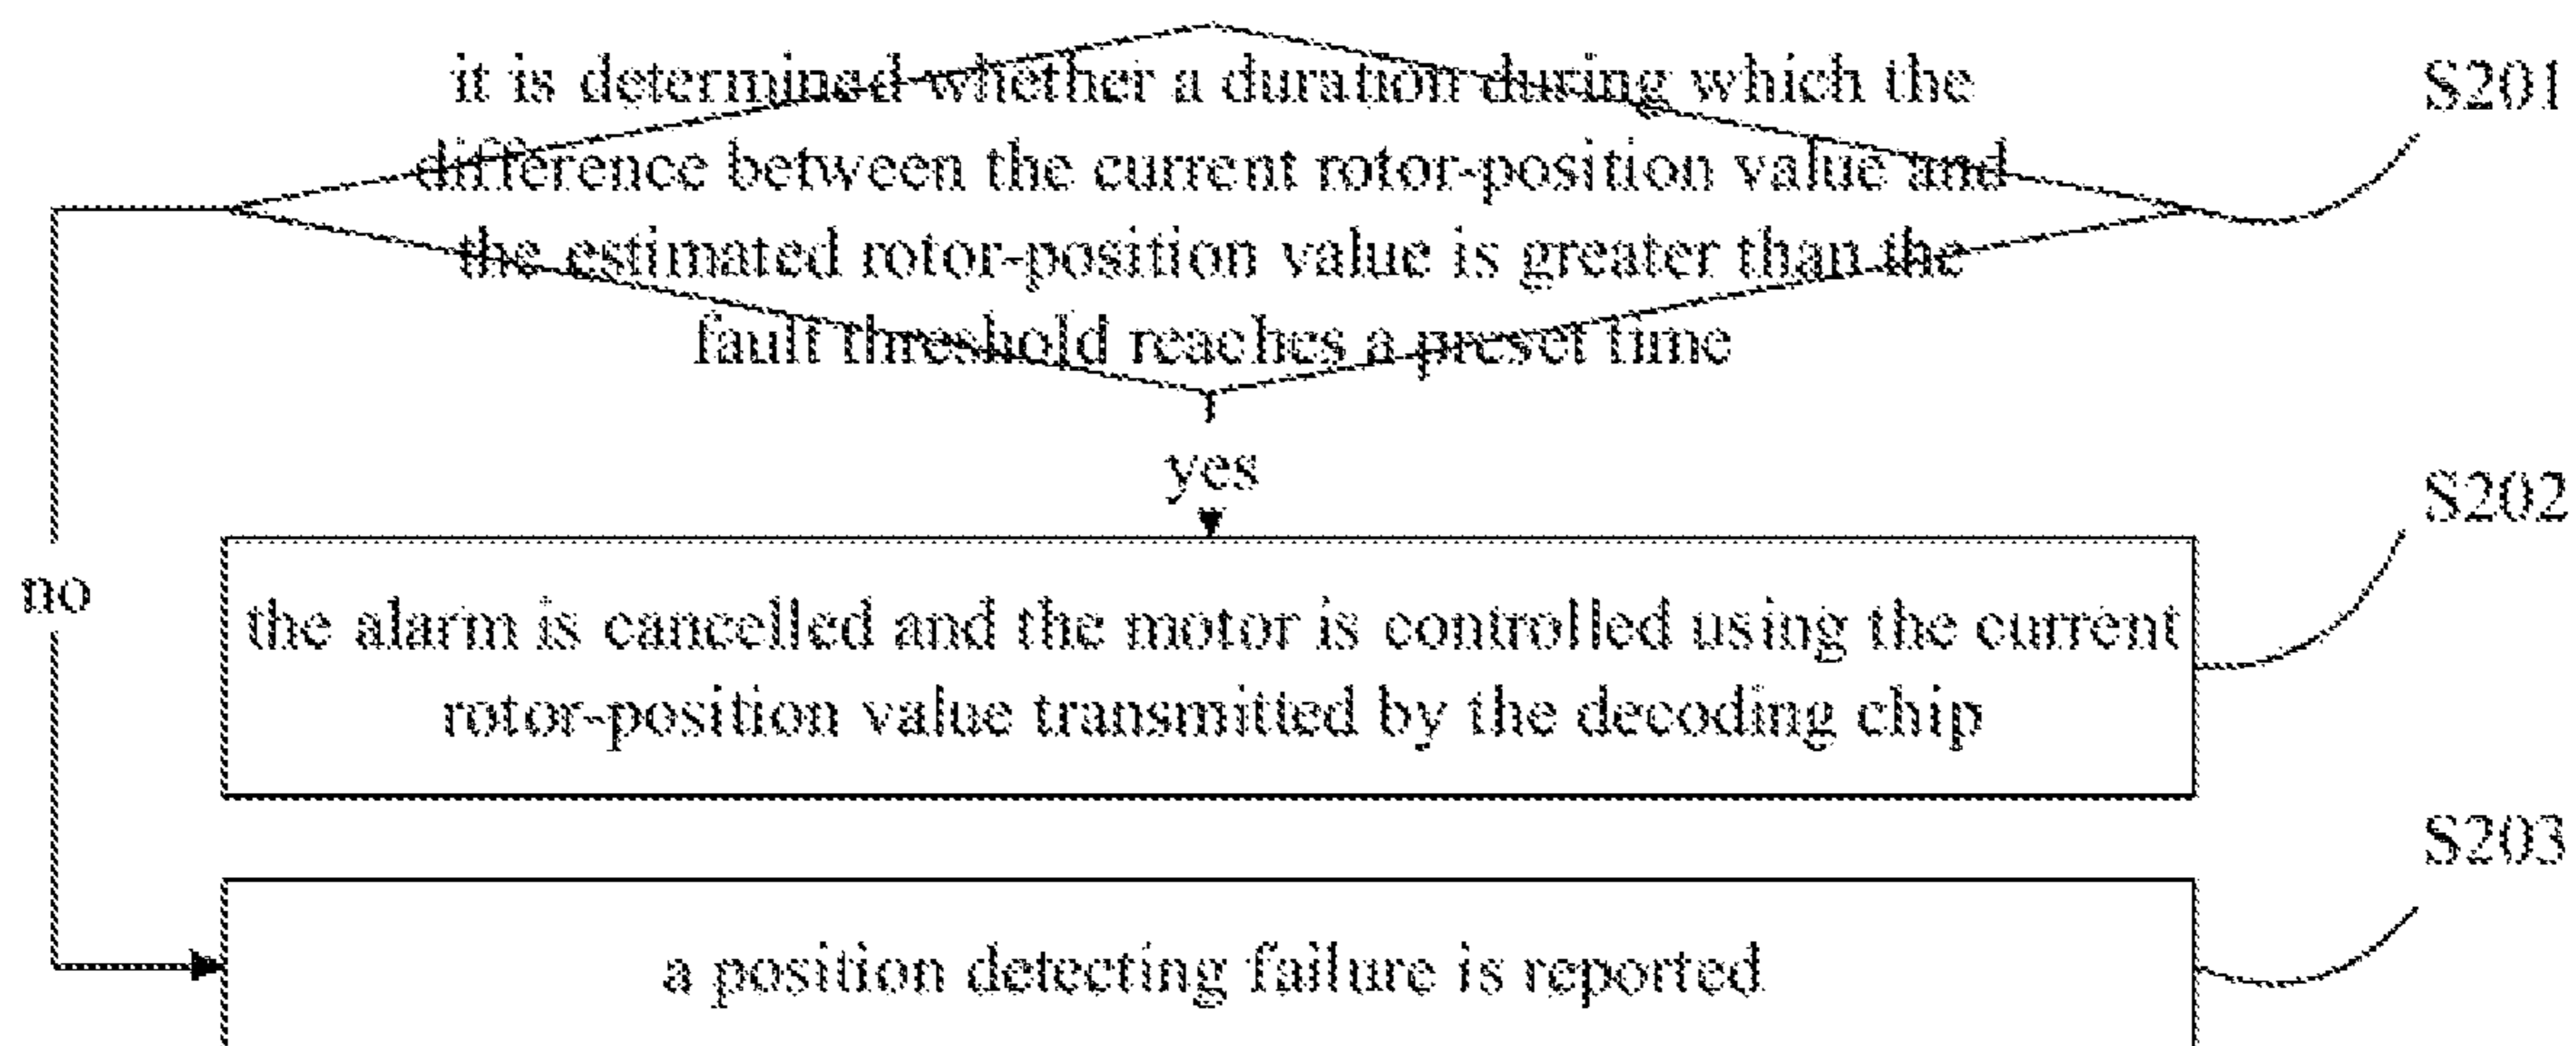 it is determined whether a duration during which the
difference between the current rotor-position value and
the estimated rotor-position value is greater than the
fault threshold reaches a preset time
S201
yes
S202
no
the alarm is cancelled and the motor is controlled using the current
rotor-position value transmitted by the decoding chip
S203
a position detecting failure is reported